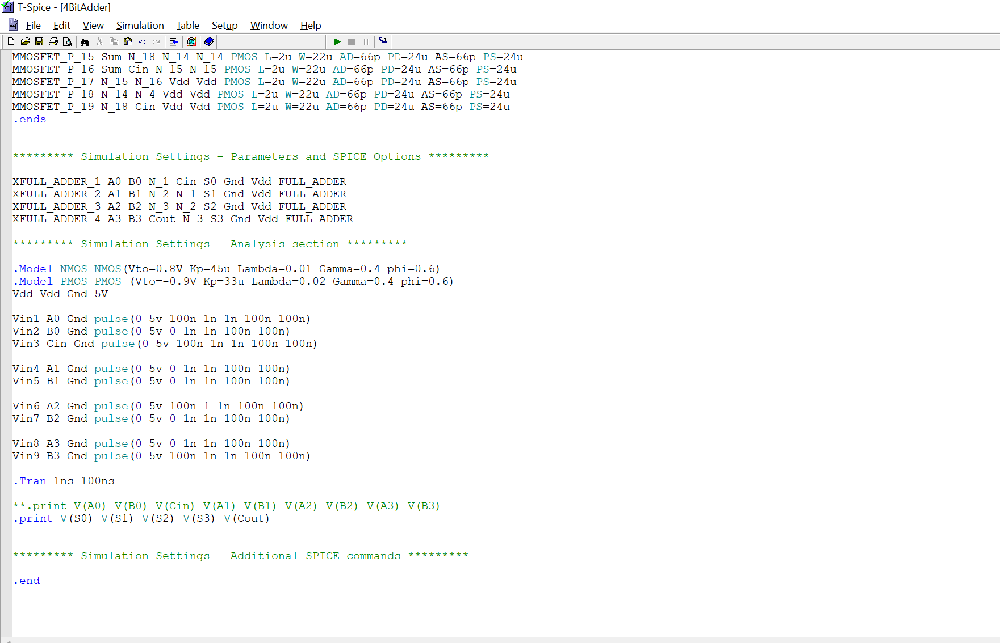 T-Spice - [4BitAdder]
File Edit View Simulation Table Setup Window Help
MMOSFET_P_15 Sum N_18 N_14 N_14 PMOS L=2u W=22u AD=66p PD=24u AS=66p PS=24u
MMOSFET_P_16 Sum Cin N_15 N_15 PMOS L=2u W=22u AD=66p PD=24u AS=66p PS=24u
MMOSFET_P_17 N_15 N_16 Vdd Vdd PMOS L=2u W=22u AD=66p PD=24u AS=66p PS=24u
MMOSFET_P_18 N_14 N_4 Vdd Vdd PMOS L=2u W=22u AD=66p PD=24u AS=66p PS=24u
MMOSFET_P_19 N_18 Cin Vdd Vdd PMOS L=2u W=22u AD=66p PD=24u AS=66p PS=24u
.ends
********* Simulation Settings - Parameters and SPICE Options *********
XFULL_ADDER_1 A0 B0 N_1 Cin S0 Gnd Vdd FULL_ADDER
XFULL_ADDER_2 A1 B1 N_2 N_1 S1 Gnd Vdd FULL_ADDER
XFULL_ADDER_3 A2 B2 N_3 N_2 S2 Gnd Vdd FULL_ADDER
XFULL_ADDER_4 A3 B3 Cout N_3 S3 Gnd Vdd FULL_ADDER
********* Simulation Settings - Analysis section *********
.Model NMOS NMOS(Vto=0.8V Kp=45u Lambda=0.01 Gamma=0.4 phi=0.6)
.Model PMOS PMOS (Vto=-0.9V Kp=33u Lambda=0.02 Gamma=0.4 phi=0.6)
Vdd Vdd Gnd 5V
Vin1 A0 Gnd pulse(0 5v 100n 1n 1n 100n 100n)
Vin2 B0 Gnd pulse(0 5v 0 1n 1n 100n 100n)
Vin3 Cin Gnd pulse(0 5v 100n 1n 1n 100n 100n)
Vin4 A1 Gnd pulse(0 5v 0 1n 1n 100n 100n)
Vin5 B1 Gnd pulse(0 5v 0 1n 1n 100n 100n)
Vin6 A2 Gnd pulse(0 5v 100n 1 1n 100n 100n)
Vin7 B2 Gnd pulse(0 5v 0 1n 1n 100n 100n)
Vin8 A3 Gnd pulse(0 5v 0 1n 1n 100n 100n)
Vin9 B3 Gnd pulse(0 5v 100n 1n 1n 100n 100n)
.Tran 1ns 100ns
**.print V(A0) V(B0) V(Cin) V(A1) V(B1) V(A2) V(B2) V(A3) V(B3)
.print V(S0) V(S1) V(S2) V(S3) V(Cout)
********* Simulation Settings - Additional SPICE commands *********
.end